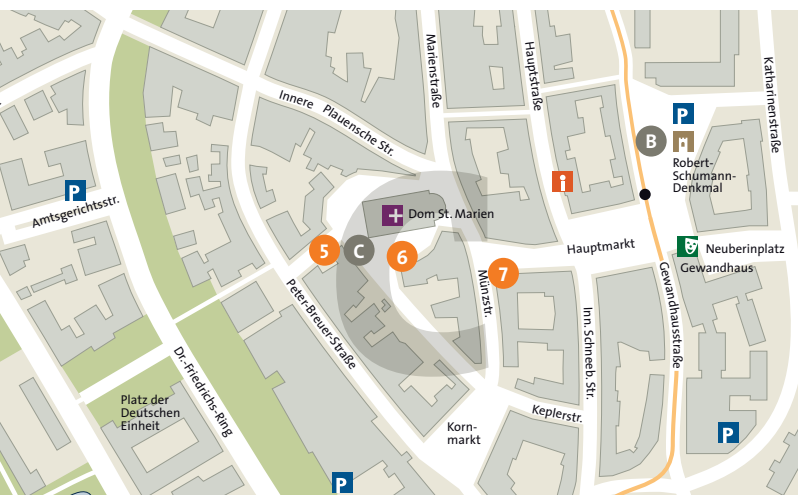 Marienstraße
Hauptstraße
Katharinenstraße
Innere Plauensche Str.
P
B
Robert-
Schumann-
Denkmal
i
P
Amtsgerichtsstr.
Dom St. Marien
C
5
C
6
7
Hauptmarkt
Neuberinplatz
Gewandhaus
Münzstr.
Peter-Breuer-Straße
Inn. Schneeb. Str.
Gewandhausstraße
Dr.-Friedrichs-Ring
Platz der
Deutschen
Einheit
Keplerstr.
Korn-
markt
P
P